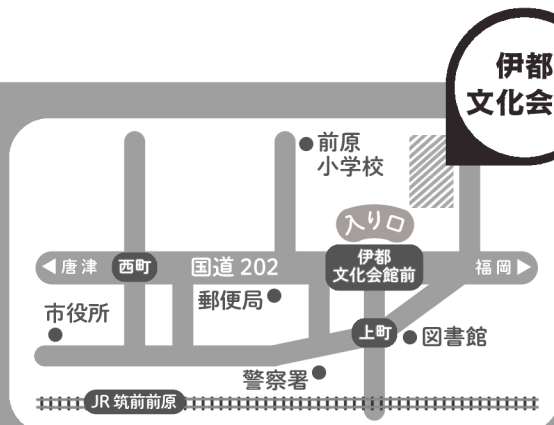 伊都
文化会
前原
小学校
入り口
唐津
西町
国道 202
伊都
文化会館前
福岡
市役所
郵便局
上町
図書館
警察署
JR 筑前前原